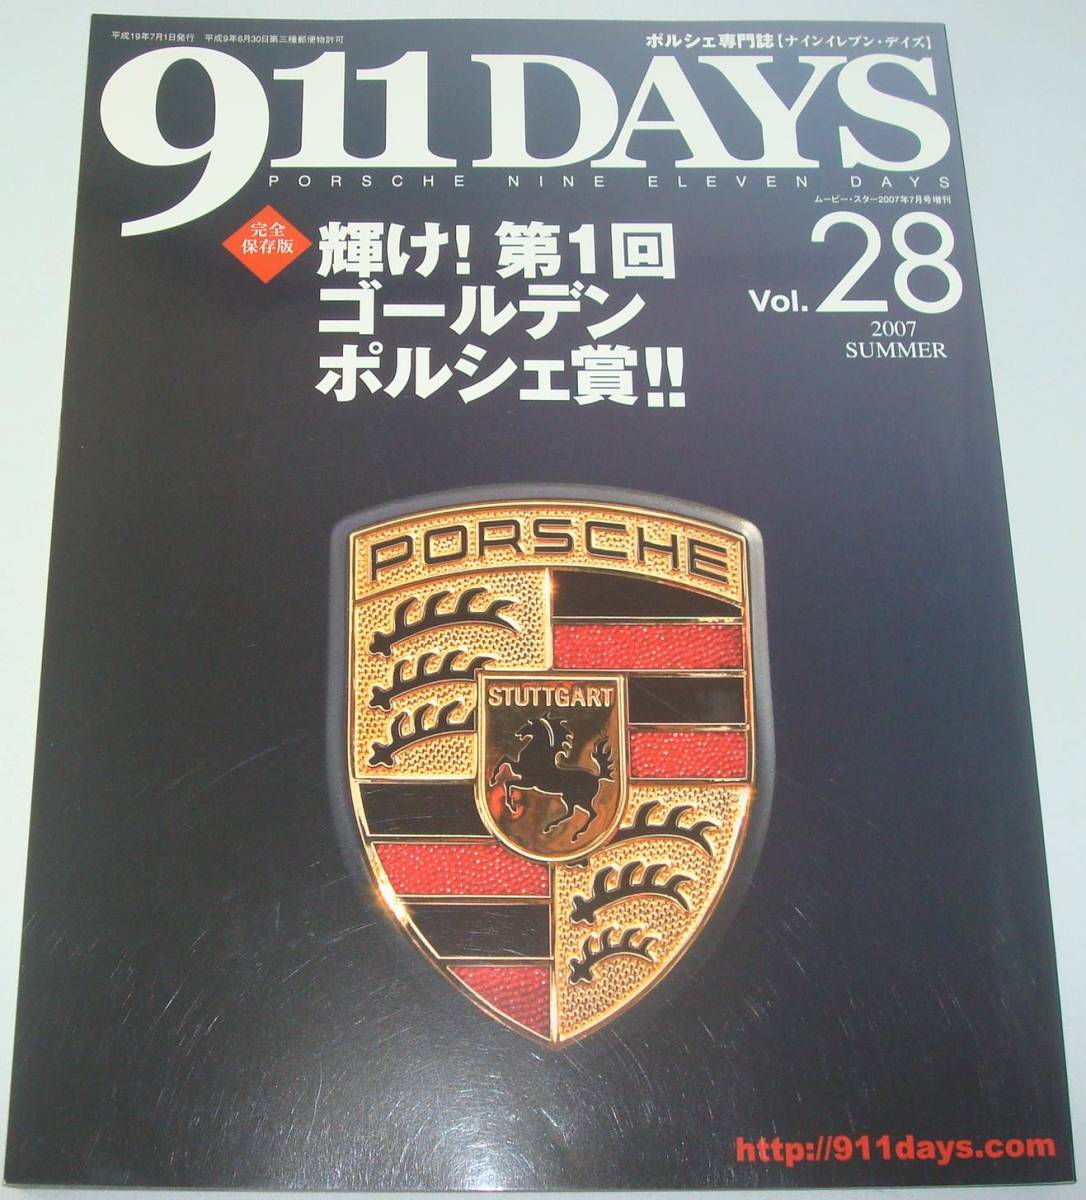 平成19年7月1日発行 平成9年6月30日第三種郵便物許可
ポルシェ専門誌【ナインイレブン・デイズ】
911 DAYS
PORSCHE NINE ELEVEN DAYS
ムービー・スター2007年7月号増刊
完全
保存版
輝け! 第1回
ゴールデン
ポルシェ賞!!
Vol. 28
2007
SUMMER
PORSCHE
STUTTGART
http://911days.com